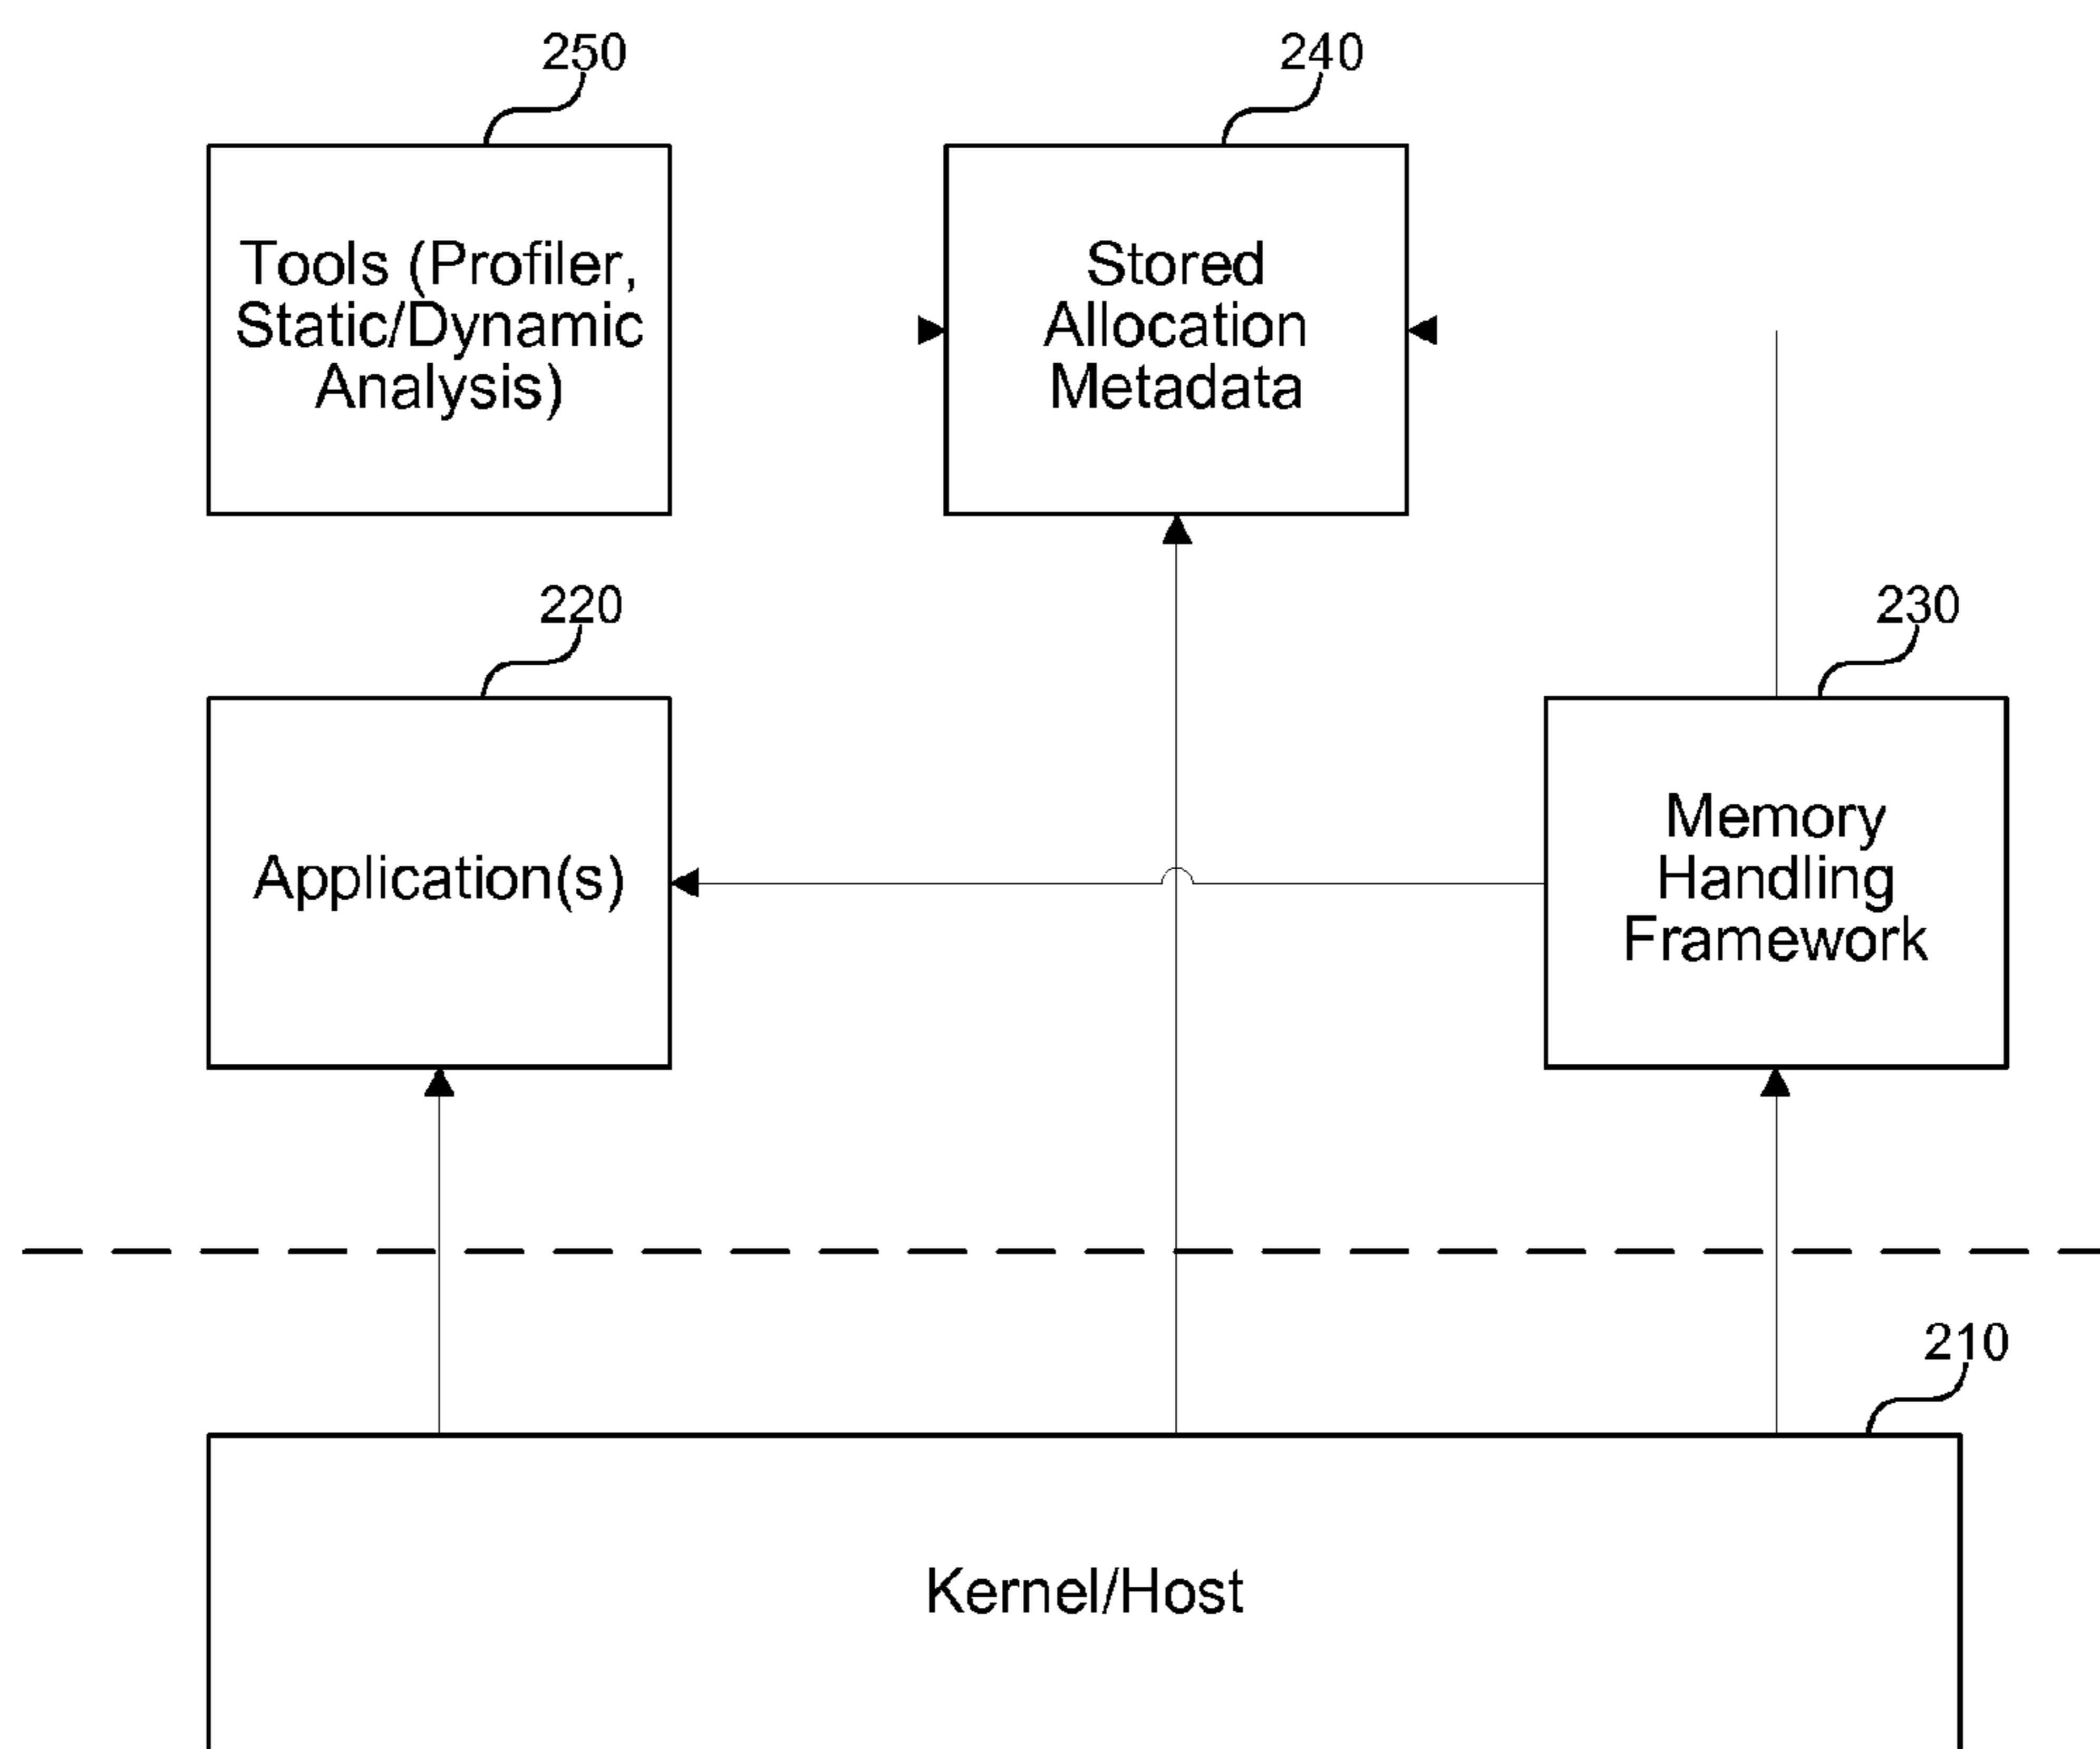 250
240
Tools (Profiler,
Static/Dynamic
Analysis)
Stored
Allocation
Metadata
220
230
Application(s)
Memory
Handling
Framework
210
Kernel/Host